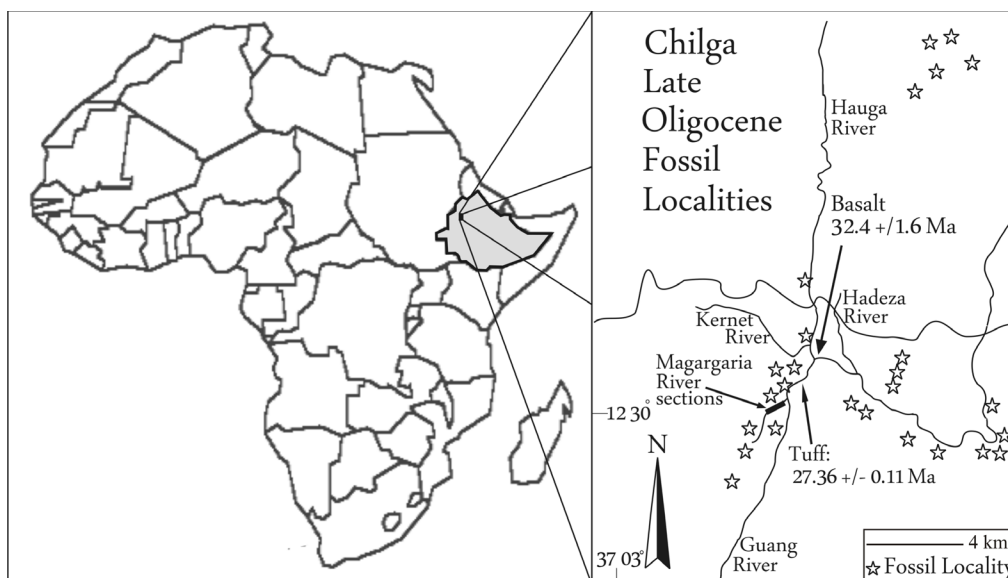 Chilga
Late
Oligocene
Fossil
Localities
Hauga
River
Basalt
32.4 +/1.6 Ma
Hadeza
River
Kernet
River
Magargaria
River
sections
12 30°
N
Tuff:
27.36 +/- 0.11 Ma
Guang
River
37 03°
4 km
Fossil Locality